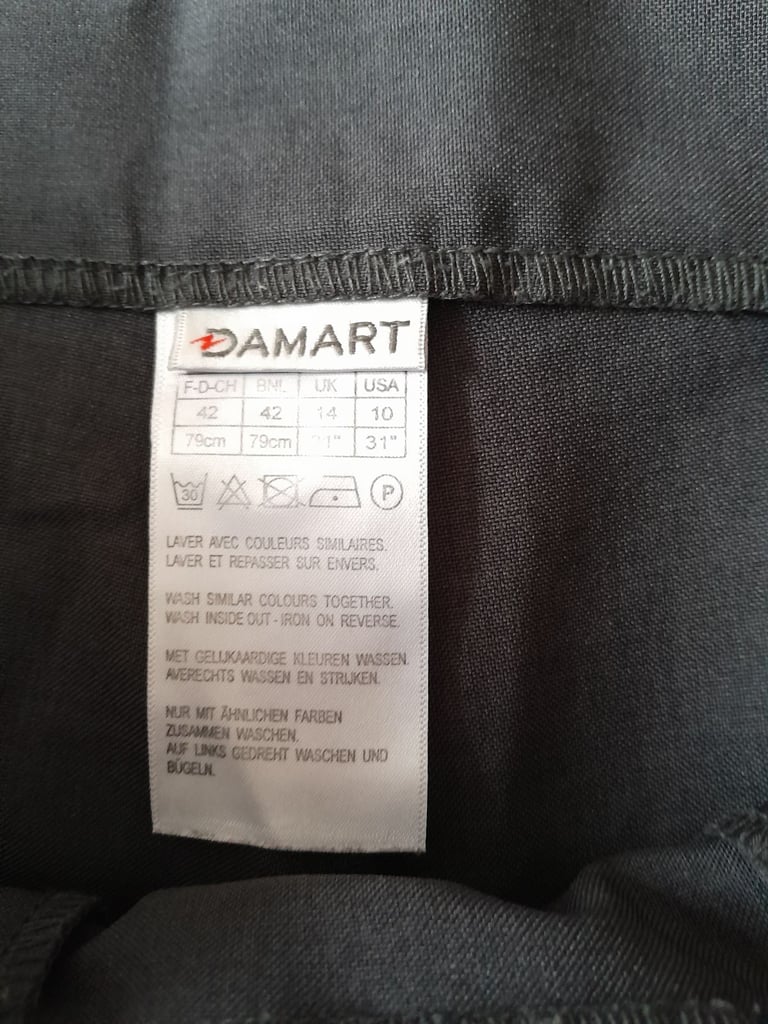 DAMART
F-D-CH BNL UK USA
42 42 14 10
79cm 79cm 31" 31"
30 P
LAVER AVEC COULEURS SIMILAIRES.
LAVER ET REPASSER SUR ENVERS.
WASH SIMILAR COLOURS TOGETHER.
WASH INSIDE OUT - IRON ON REVERSE.
MET GELIJKAARDIGE KLEUREN WASSEN.
AVERECHTS WASSEN EN STRIJKEN.
NUR MIT ÄHNLICHEN FARBEN
ZUSAMMEN WASCHEN.
AUF LINKS GEDREHT WASCHEN UND
BÜGELN.